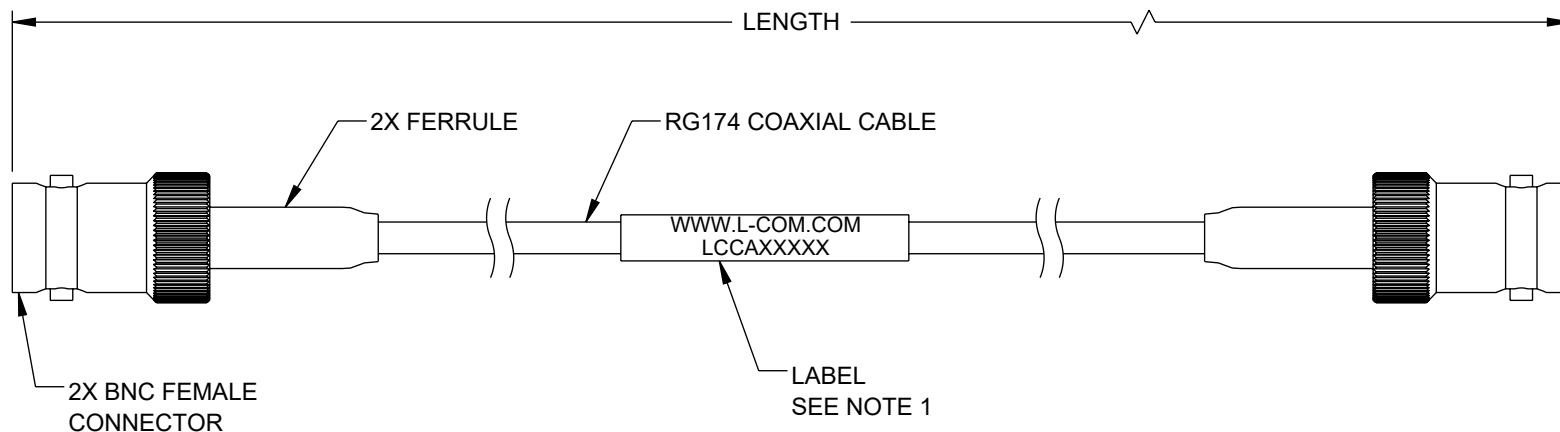 LENGTH
2X FERRULE
RG174 COAXIAL CABLE
WWW.L-COM.COM
LCCAXXXXX
2X BNC FEMALE
CONNECTOR
LABEL
SEE NOTE 1